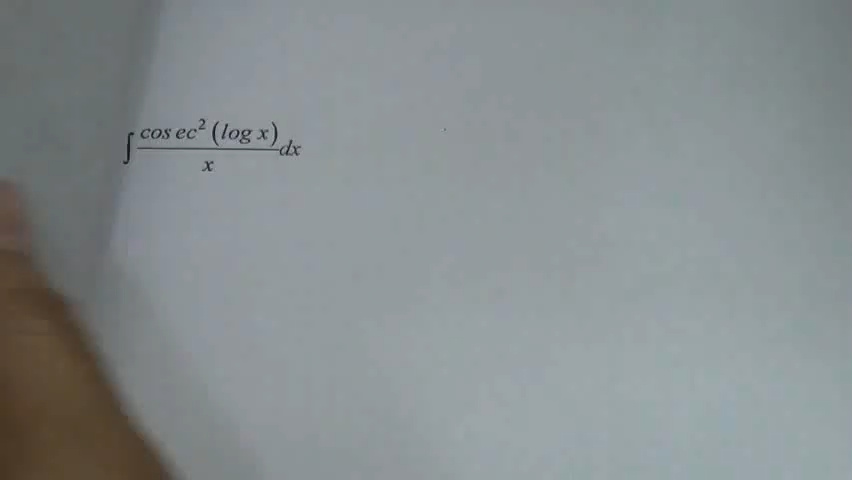 ∫ cos ec² (log x) / x dx